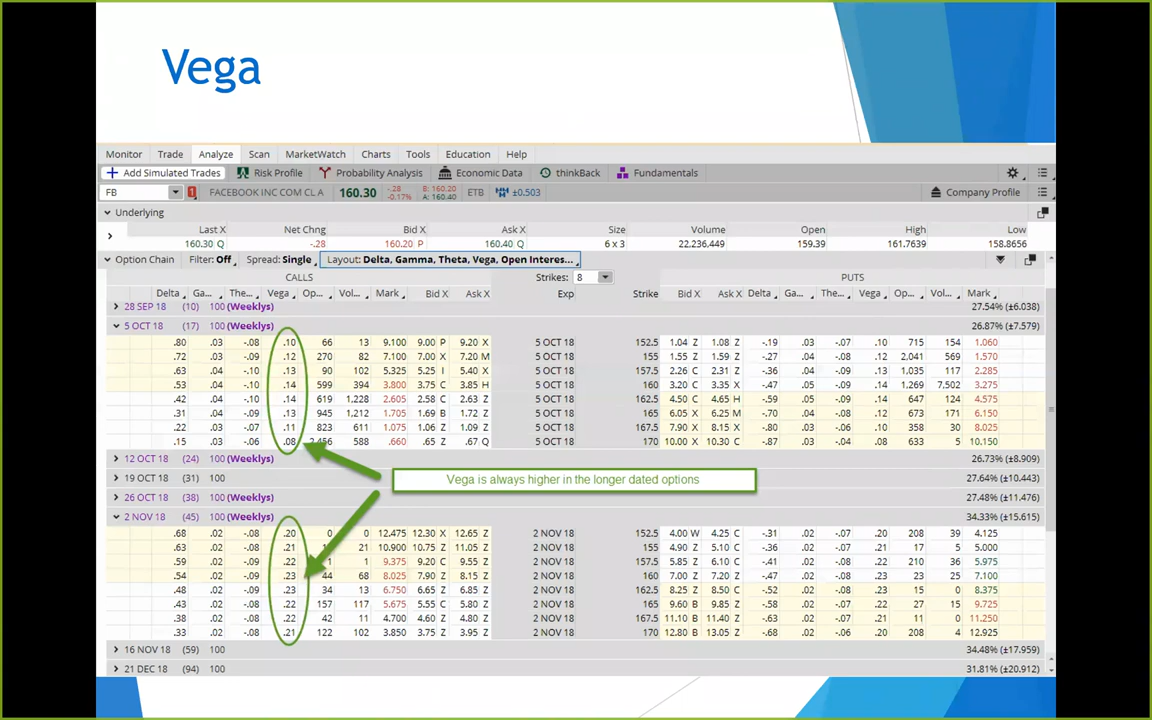 Vega
Monitor Trade Analyze Scan MarketWatch Charts Tools Education Help
Add Simulated Trades Risk Profile Probability Analysis Economic Data thinkBack Fundamentals
FB FACEBOOK INC COM CL A 160.30 -.28 -0.17% B: 160.20 A: 160.40 ETB ±0.503 Company Profile
Underlying
Last X Net Chng Bid X Ask X Size Volume Open High Low
160.30 Q -.28 160.20 P 160.40 Q 6 x 3 22,236,449 159.39 161.7639 158.8656
Option Chain Filter: Off Spread: Single Layout: Delta, Gamma, Theta, Vega, Open Interes...
CALLS Strikes: 8 PUTS
Delta Ga... The... Vega Op... Vol... Mark Bid X Ask X Exp Strike Bid X Ask X Delta Ga... The... Vega Op... Vol... Mark
28 SEP 18 (10) 100 (Weeklys) 27.54% (±6.038)
5 OCT 18 (17) 100 (Weeklys) 26.87% (±7.579)
.80 .03 -.08 .10 66 13 9.100 9.00 P 9.20 X 5 OCT 18 152.5 1.04 Z 1.08 Z -.19 .03 -.07 .10 715 154 1.060
.72 .03 -.09 .12 270 82 7.100 7.00 X 7.20 M 5 OCT 18 155 1.55 Z 1.59 Z -.27 .04 -.08 .12 2,041 569 1.570
.63 .04 -.10 .13 90 102 5.325 5.25 I 5.40 X 5 OCT 18 157.5 2.26 C 2.31 Z -.36 .04 -.09 .13 1,035 117 2.285
.53 .04 -.10 .14 599 394 3.800 3.75 C 3.85 H 5 OCT 18 160 3.20 C 3.35 X -.47 .05 -.09 .14 1,269 7,502 3.275
.42 .04 -.10 .14 619 1,228 2.605 2.58 C 2.63 Z 5 OCT 18 162.5 4.50 C 4.65 H -.59 .05 -.09 .14 647 124 4.575
.31 .04 -.09 .13 945 1,212 1.705 1.69 B 1.72 Z 5 OCT 18 165 6.05 X 6.25 M -.70 .04 -.08 .12 673 171 6.150
.22 .03 -.07 .11 823 611 1.075 1.06 Z 1.09 Z 5 OCT 18 167.5 7.90 X 8.15 X -.80 .04 -.06 .10 358 30 8.025
.15 .03 -.06 .08 588 .660 .65 Z .67 Q 5 OCT 18 170 10.00 X 10.30 C -.87 .03 -.04 .08 633 5 10.150
12 OCT 18 (24) 100 (Weeklys) 26.73% (±8.909)
19 OCT 18 (31) 100 27.64% (±10.443)
Vega is always higher in the longer dated options
26 OCT 18 (38) 100 (Weeklys) 27.48% (±11.476)
2 NOV 18 (45) 100 (Weeklys) 34.33% (±15.615)
.68 .02 -.08 .20 0 0 12.475 12.30 X 12.65 Z 2 NOV 18 152.5 4.00 W 4.25 C -.31 .02 -.07 .20 208 39 4.125
.63 .02 -.08 .21 21 10.900 10.75 Z 11.05 Z 2 NOV 18 155 4.90 Z 5.10 C -.36 .02 -.07 .21 17 5 5.000
.59 .02 -.09 .22 1 1 9.375 9.20 C 9.55 Z 2 NOV 18 157.5 5.85 Z 6.10 C -.41 .02 -.08 .22 210 36 5.975
.54 .02 -.09 .23 44 68 8.025 7.90 Z 8.15 Z 2 NOV 18 160 7.00 Z 7.20 Z -.47 .02 -.08 .23 23 25 7.100
.48 .02 -.09 .23 34 13 6.750 6.65 Z 6.85 Z 2 NOV 18 162.5 8.25 Z 8.50 C -.52 .02 -.08 .23 15 0 8.375
.43 .02 -.08 .22 157 117 5.675 5.55 C 5.80 Z 2 NOV 18 165 9.60 B 9.85 X -.58 .02 -.07 .22 27 15 9.725
.38 .02 -.08 .22 42 11 4.700 4.60 Z 4.80 Z 2 NOV 18 167.5 11.10 B 11.40 Z -.63 .02 -.07 .21 11 0 11.250
.33 .02 -.08 .21 122 102 3.850 3.75 Z 3.95 Z 2 NOV 18 170 12.80 B 13.05 Z -.68 .02 -.06 .20 208 4 12.925
16 NOV 18 (59) 100 34.48% (±17.959)
21 DEC 18 (94) 100 31.81% (±20.912)